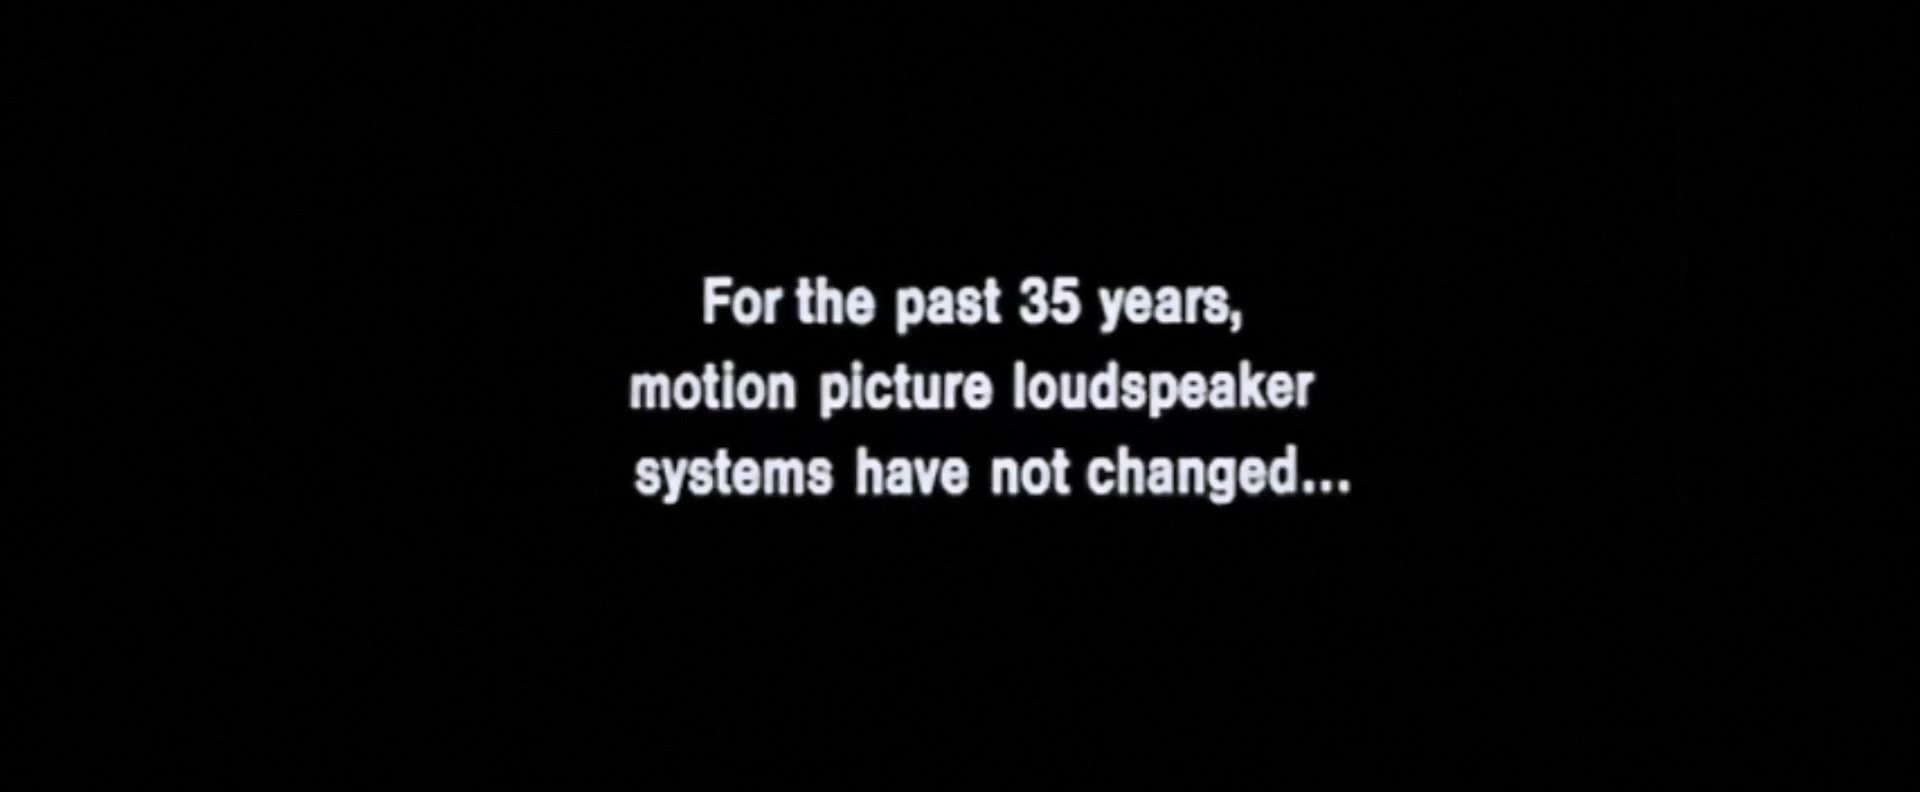 For the past 35 years,
motion picture loudspeaker
systems have not changed...